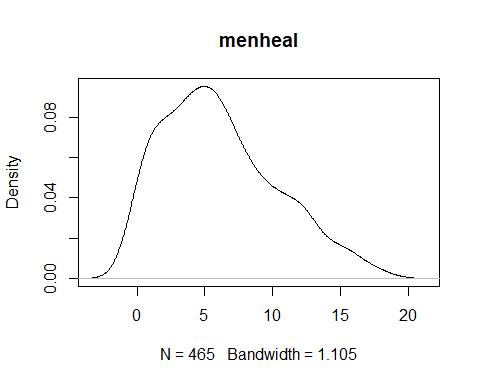 menheal
Density
0.08
0.04
0.00
0 5 10 15 20
N = 465 Bandwidth = 1.105